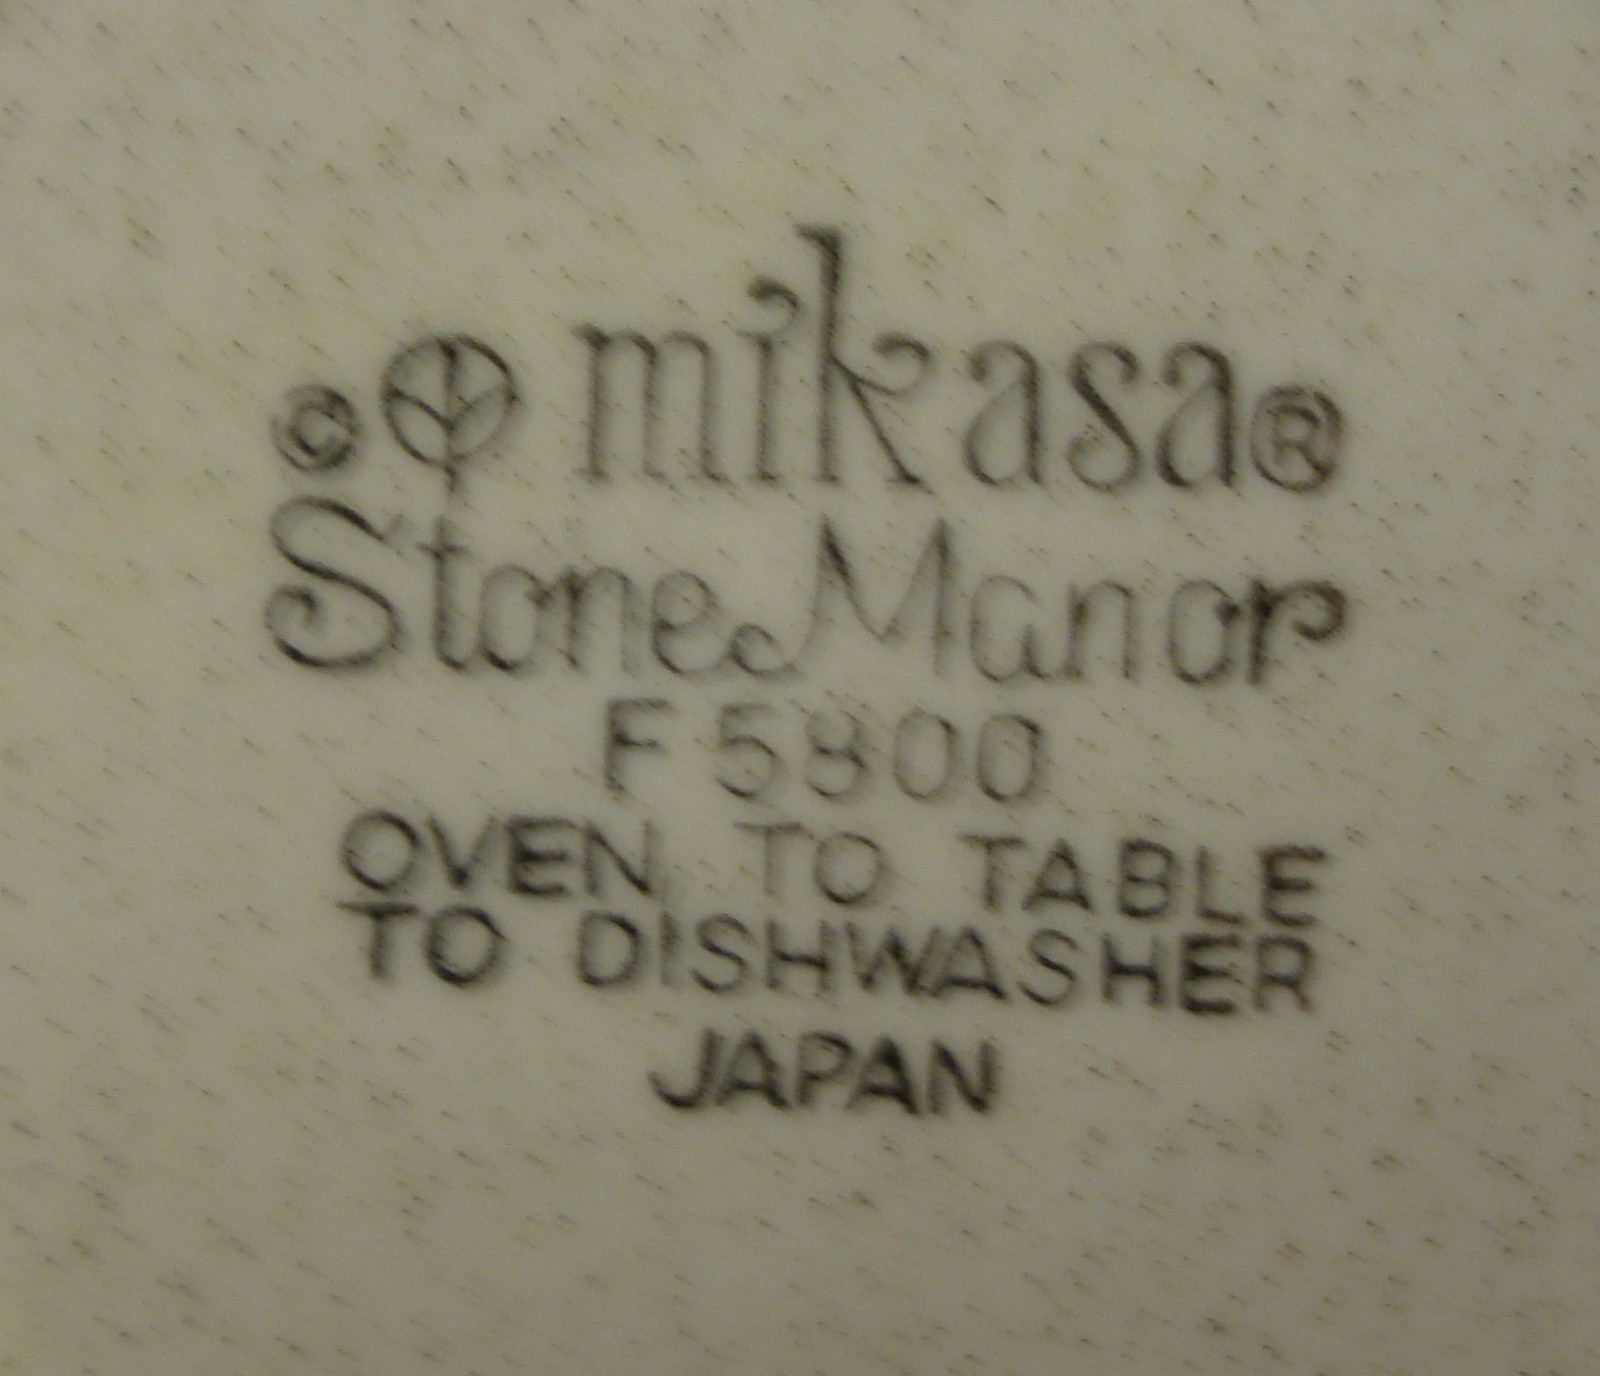 © mikasa®
Stone Manor
F 5800
OVEN TO TABLE
TO DISHWASHER
JAPAN